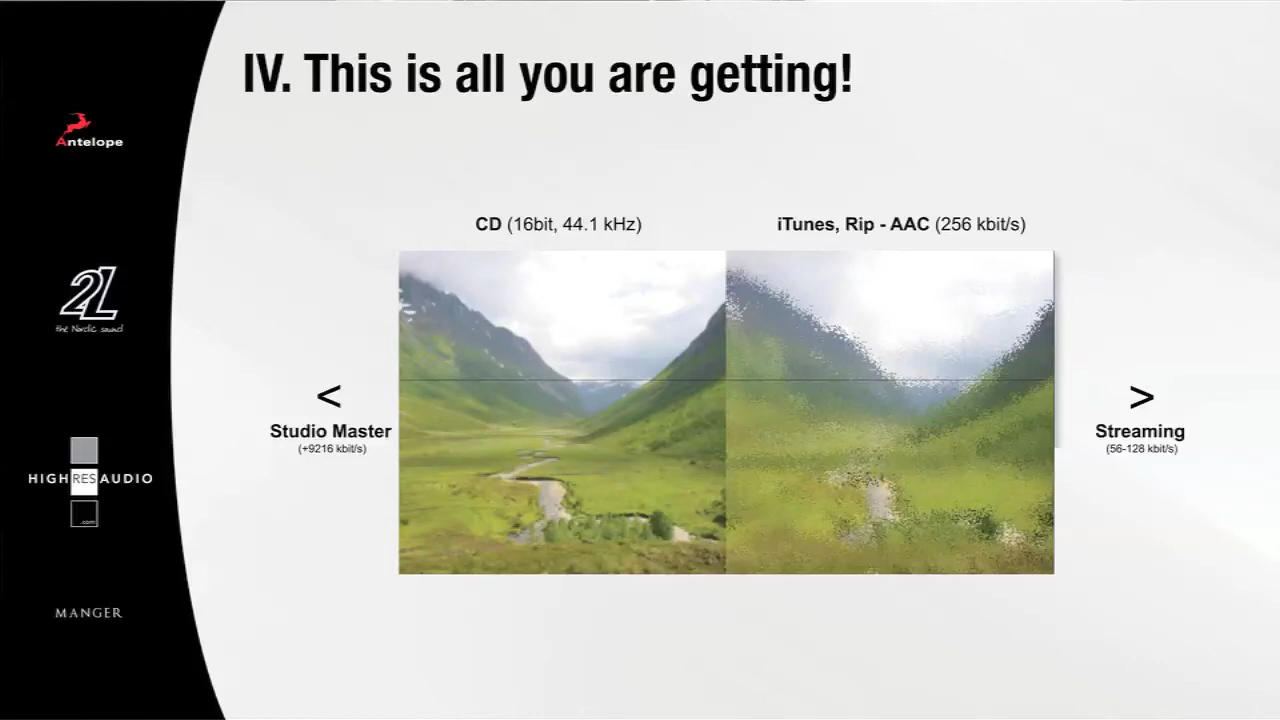 IV. This is all you are getting!
Antelope
2L
the Nordic sound
HIGHRESAUDIO
.com
MANGER
CD (16bit, 44.1 kHz)
iTunes, Rip - AAC (256 kbit/s)
<
Studio Master
(+9216 kbit/s)
>
Streaming
(56-128 kbit/s)